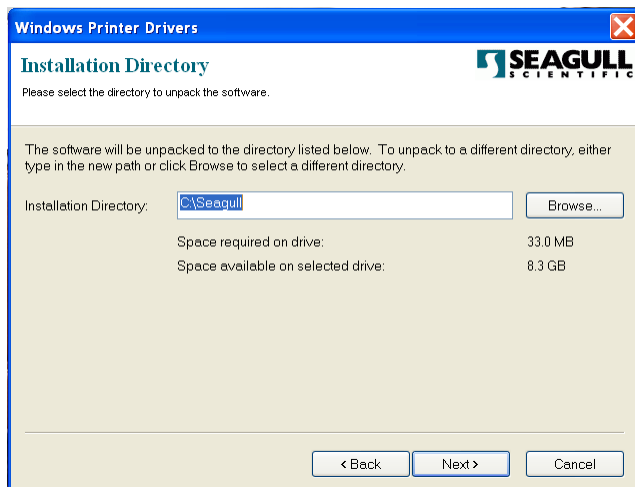 Windows Printer Drivers
Installation Directory
SEAGULL
SCIENTIFIC
Please select the directory to unpack the software.
The software will be unpacked to the directory listed below. To unpack to a different directory, either
type in the new path or click Browse to select a different directory.
Installation Directory: C:\Seagull Browse...
Space required on drive: 33.0 MB
Space available on selected drive: 8.3 GB
< Back Next > Cancel